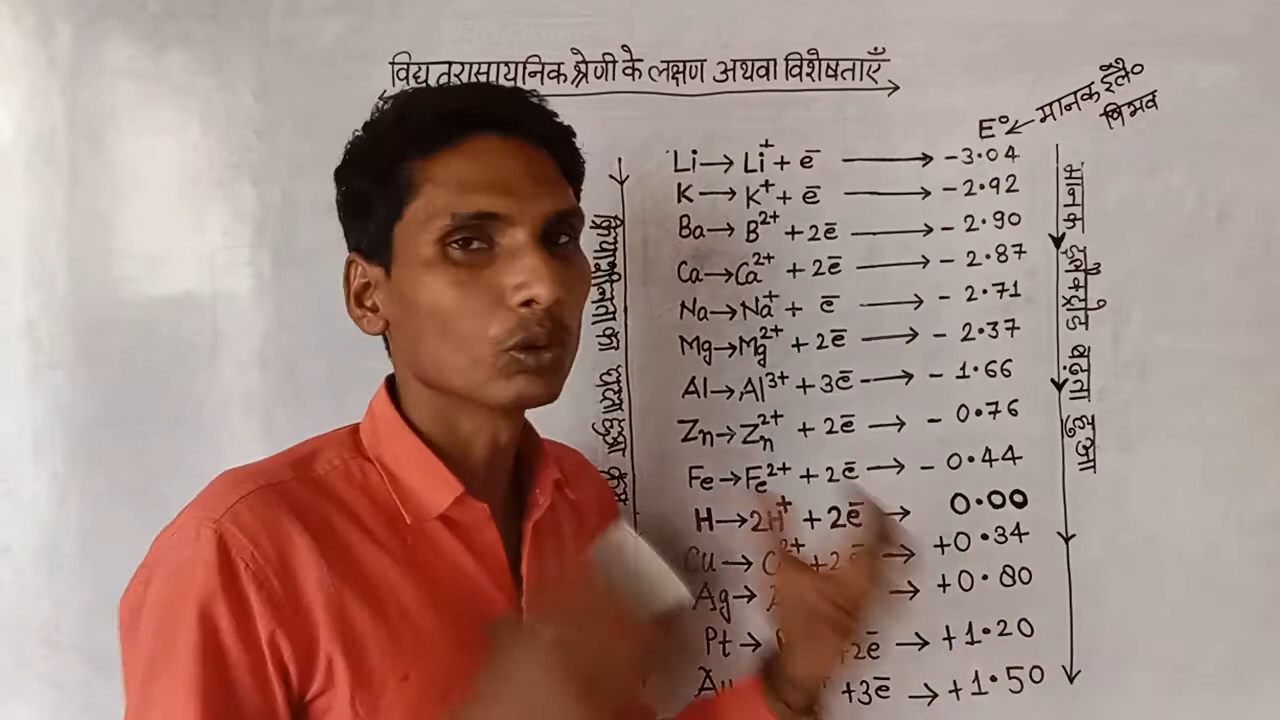 विद्युतरासायनिक श्रेणी के लक्षण अथवा विशेषताएँ
E° ← मानक इलै० विभव
Li → Li⁺ + e⁻ → -3.04
K → K⁺ + e⁻ → -2.92
Ba → B²⁺ + 2e⁻ → -2.90
Ca → Ca²⁺ + 2e⁻ → -2.87
Na → Na⁺ + e⁻ → -2.71
Mg → Mg²⁺ + 2e⁻ → -2.37
Al → Al³⁺ + 3e⁻ → -1.66
Zn → Zn²⁺ + 2e⁻ → -0.76
Fe → Fe²⁺ + 2e⁻ → -0.44
H → 2H⁺ + 2e⁻ → 0.00
Cu → C 2+ + 2e⁻ → +0.34
Ag → → +0.80
Pt → +2e⁻ → +1.20
+3e⁻ → +1.50
क्रियाशीलता का घटता हुआ क्रम
मानक इलेक्ट्रोड बढ़ता हुआ